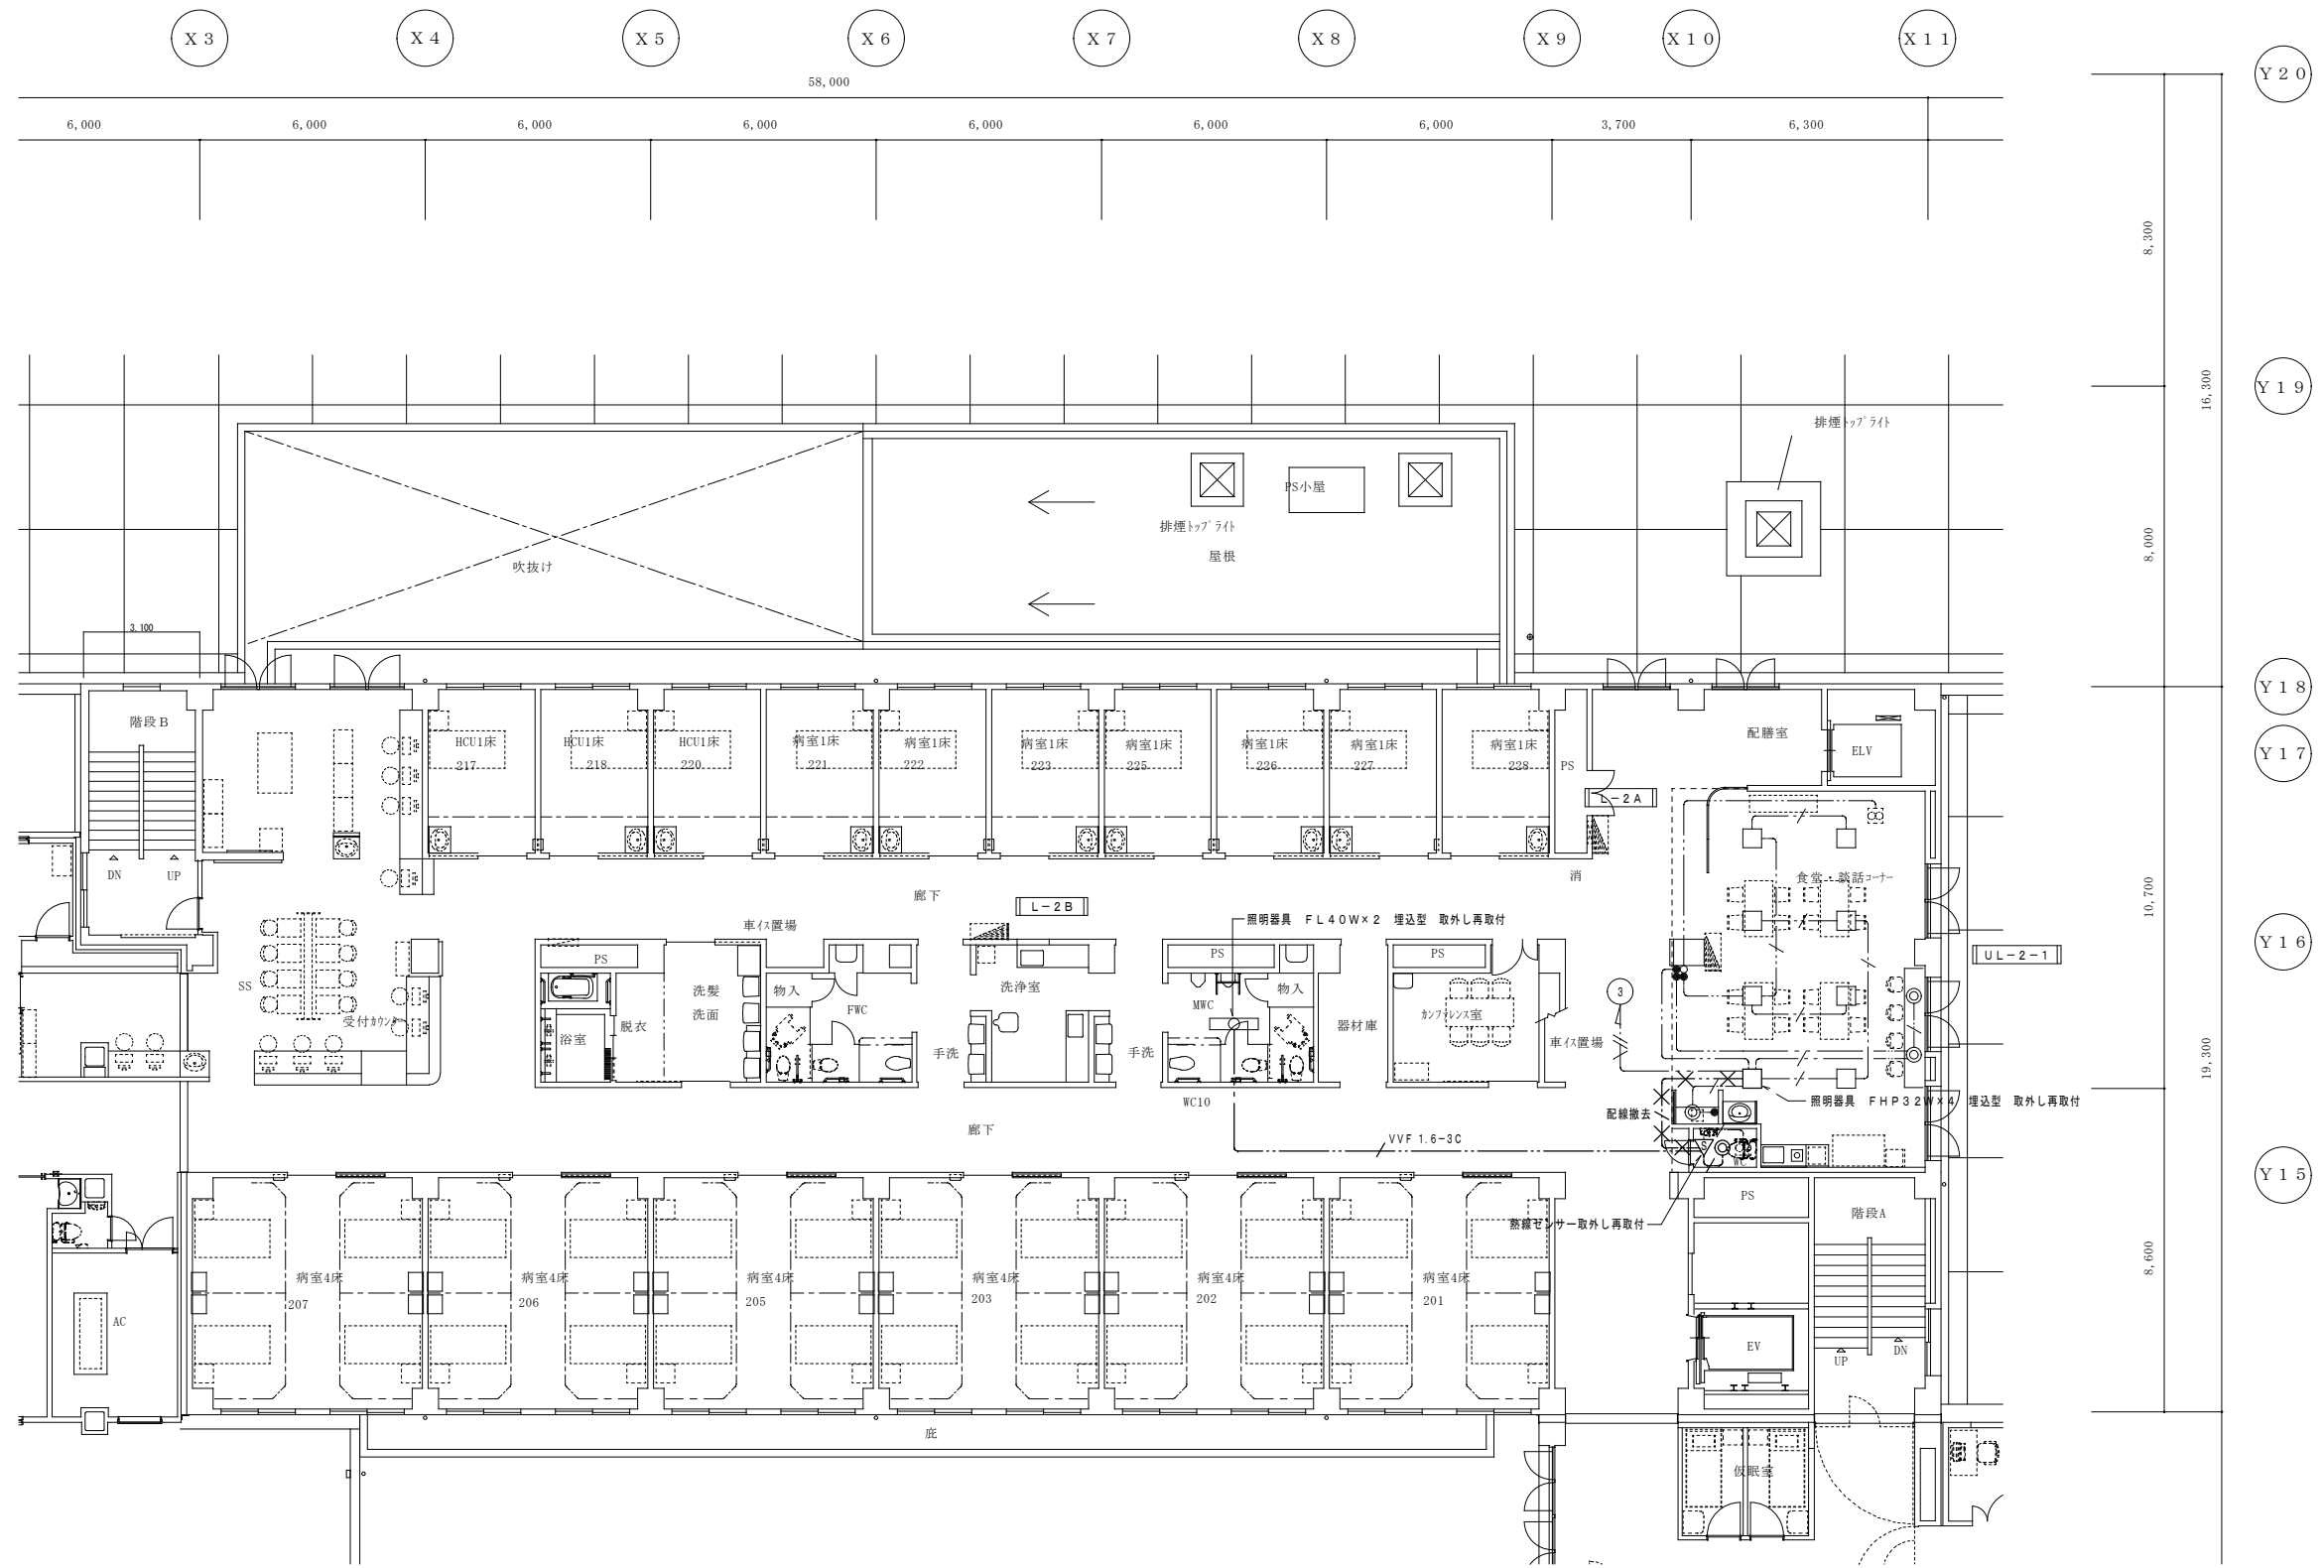 X3 X4 X5 X6 X7 X8 X9 X10 X11
Y20
58,000
6,000 6,000 6,000 6,000 6,000 6,000 6,000 3,700 6,300
8,300
Y19
16,300
排煙ﾄｯﾌﾟﾗｲﾄ
PS小屋
排煙ﾄｯﾌﾟﾗｲﾄ
屋根
8,000
吹抜け
3,100
Y18
階段B
配膳室
HCU1床 HCU1床 HCU1床 病室1床 病室1床 病室1床 病室1床 病室1床 病室1床 病室1床
217 218 220 221 222 223 225 226 227 228
PS
ELV
Y17
L-2A
DN UP
消
食堂・談話ｺｰﾅｰ
廊下
10,700
L-2B
照明器具 FL40W×2 埋込型 取外し再取付
車ｲｽ置場
Y16
PS
PS
PS
UL-2-1
SS
洗髪
洗面
物入
FWC
洗浄室
MWC
物入
3
受付ｶｳﾝﾀｰ
脱衣
浴室
手洗
手洗
器材庫
ｶﾝﾌｧﾚﾝｽ室
車ｲｽ置場
19,300
WC10
照明器具 FHP32W×4 埋込型 取外し再取付
配線撤去
廊下
VVF 1.6-3C
WC
S
Y15
PS
階段A
熱線センサー取外し再取付
8,600
病室4床 病室4床 病室4床 病室4床 病室4床 病室4床
207 206 205 203 202 201
AC
EV
UP DN
庇
仮眠室